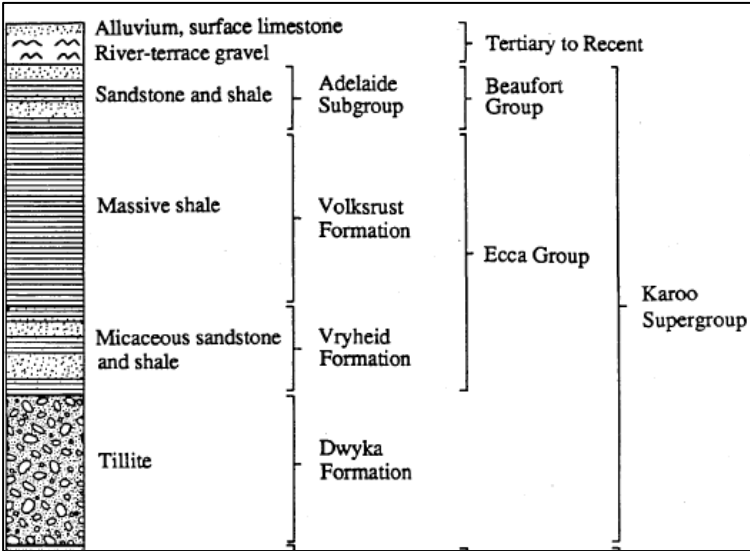 Alluvium, surface limestone
River-terrace gravel
Tertiary to Recent
Sandstone and shale
Adelaide
Subgroup
Beaufort
Group
Massive shale
Volksrust
Formation
Ecca Group
Karoo
Supergroup
Micaceous sandstone
and shale
Vryheid
Formation
Tillite
Dwyka
Formation